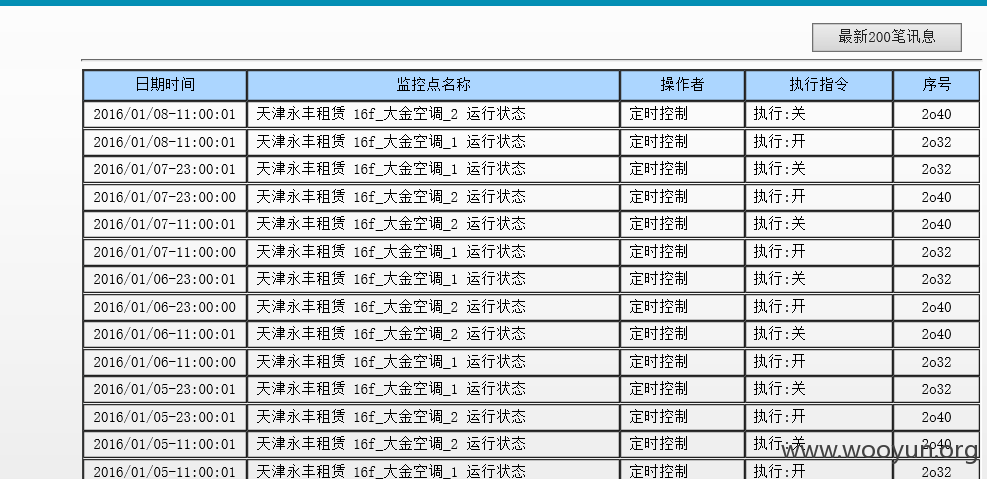 最新200笔讯息
日期时间 监控点名称 操作者 执行指令 序号
2016/01/08-11:00:01 天津永丰租赁 16f_大金空调_2 运行状态 定时控制 执行:关 2o40
2016/01/08-11:00:01 天津永丰租赁 16f_大金空调_1 运行状态 定时控制 执行:开 2o32
2016/01/07-23:00:01 天津永丰租赁 16f_大金空调_1 运行状态 定时控制 执行:关 2o32
2016/01/07-23:00:00 天津永丰租赁 16f_大金空调_2 运行状态 定时控制 执行:开 2o40
2016/01/07-11:00:01 天津永丰租赁 16f_大金空调_2 运行状态 定时控制 执行:关 2o40
2016/01/07-11:00:00 天津永丰租赁 16f_大金空调_1 运行状态 定时控制 执行:开 2o32
2016/01/06-23:00:01 天津永丰租赁 16f_大金空调_1 运行状态 定时控制 执行:关 2o32
2016/01/06-23:00:00 天津永丰租赁 16f_大金空调_2 运行状态 定时控制 执行:开 2o40
2016/01/06-11:00:01 天津永丰租赁 16f_大金空调_2 运行状态 定时控制 执行:关 2o40
2016/01/06-11:00:00 天津永丰租赁 16f_大金空调_1 运行状态 定时控制 执行:开 2o32
2016/01/05-23:00:01 天津永丰租赁 16f_大金空调_1 运行状态 定时控制 执行:关 2o32
2016/01/05-23:00:01 天津永丰租赁 16f_大金空调_2 运行状态 定时控制 执行:开 2o40
2016/01/05-11:00:01 天津永丰租赁 16f_大金空调_2 运行状态 定时控制 执行:关 2o40
www.wooyun.org
2016/01/05-11:00:01 天津永丰租赁 16f_大金空调_1 运行状态 定时控制 执行:开 2o32